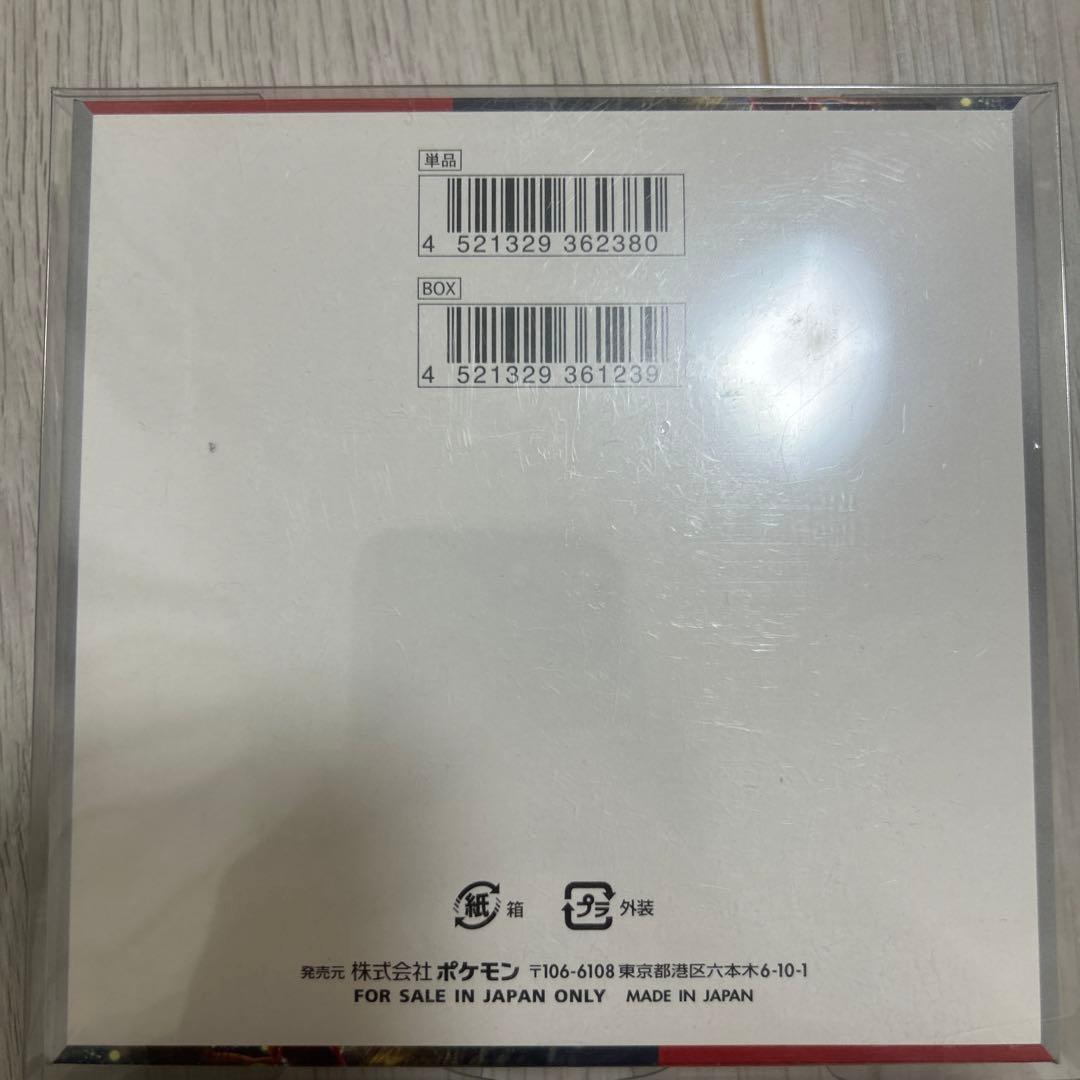 単品
4 521329 362380
BOX
4 521329 361239
紙 箱 プラ 外装
発売元 株式会社ポケモン 〒106-6108 東京都港区六本木6-10-1
FOR SALE IN JAPAN ONLY MADE IN JAPAN